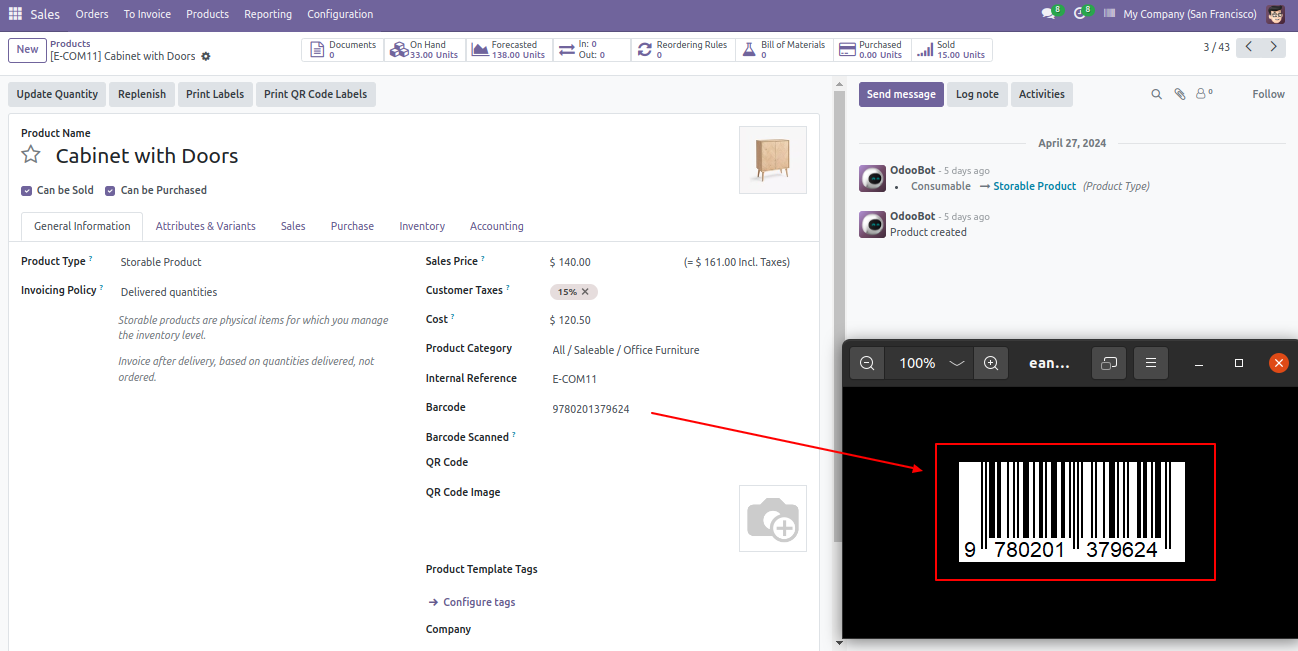 Sales Orders To Invoice Products Reporting Configuration 8 8 My Company (San Francisco)
New Products
[E-COM11] Cabinet with Doors
Documents 0
On Hand 33.00 Units
Forecasted 138.00 Units
In: 0 Out: 0
Reordering Rules 0
Bill of Materials 0
Purchased 0.00 Units
Sold 15.00 Units
3 / 43
Update Quantity Replenish Print Labels Print QR Code Labels
Send message Log note Activities 0 Follow
Product Name
Cabinet with Doors
Can be Sold Can be Purchased
General Information Attributes & Variants Sales Purchase Inventory Accounting
Product Type ? Storable Product
Invoicing Policy ? Delivered quantities
Storable products are physical items for which you manage
the inventory level.
Invoice after delivery, based on quantities delivered, not
ordered.
Sales Price ? $ 140.00 (= $ 161.00 Incl. Taxes)
Customer Taxes ? 15% ×
Cost ? $ 120.50
Product Category All / Saleable / Office Furniture
Internal Reference E-COM11
Barcode 9780201379624
Barcode Scanned ?
QR Code
QR Code Image
Product Template Tags
→ Configure tags
Company
April 27, 2024
OdooBot - 5 days ago
• Consumable → Storable Product (Product Type)
OdooBot - 5 days ago
Product created
100% ean...
9 780201 379624